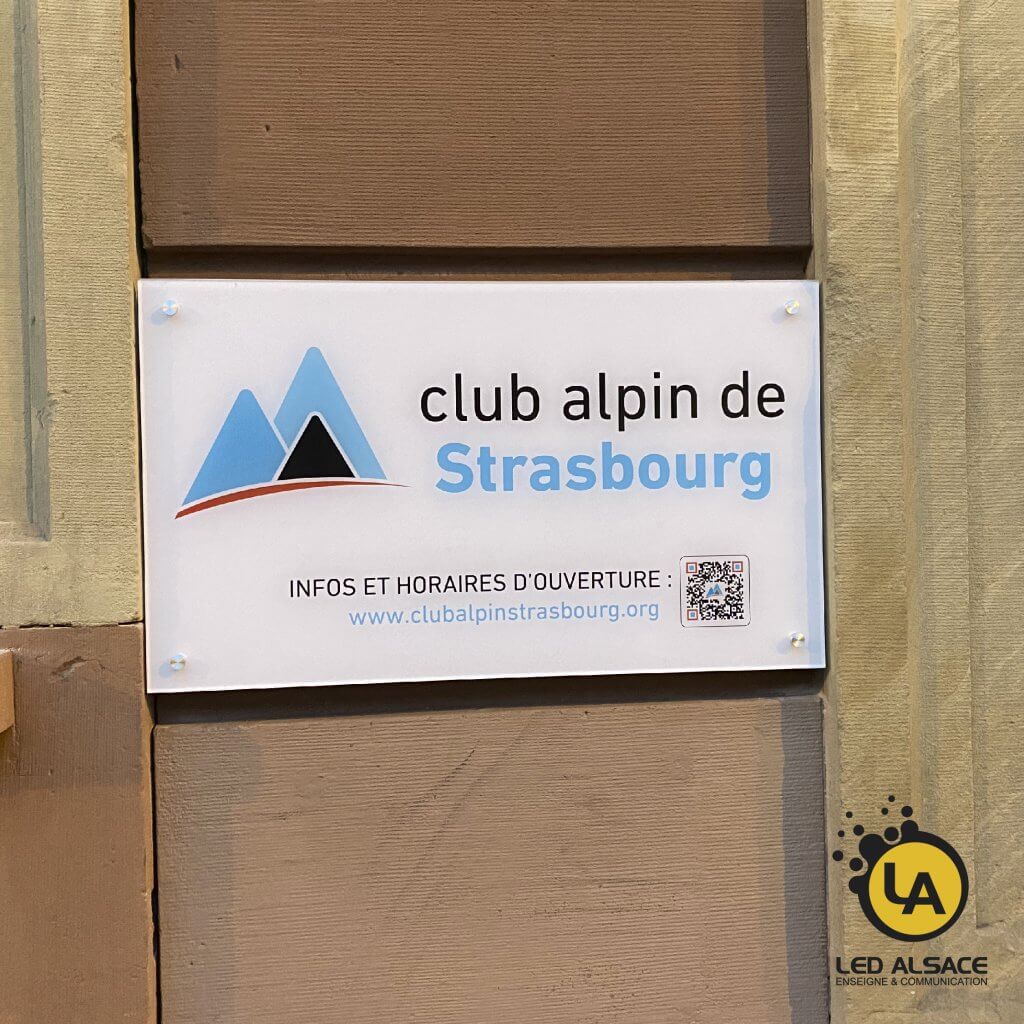 club alpin de
Strasbourg
INFOS ET HORAIRES D'OUVERTURE :
www.clubalpinstrasbourg.org
LA
LED ALSACE
ENSEIGNE & COMMUNICATION